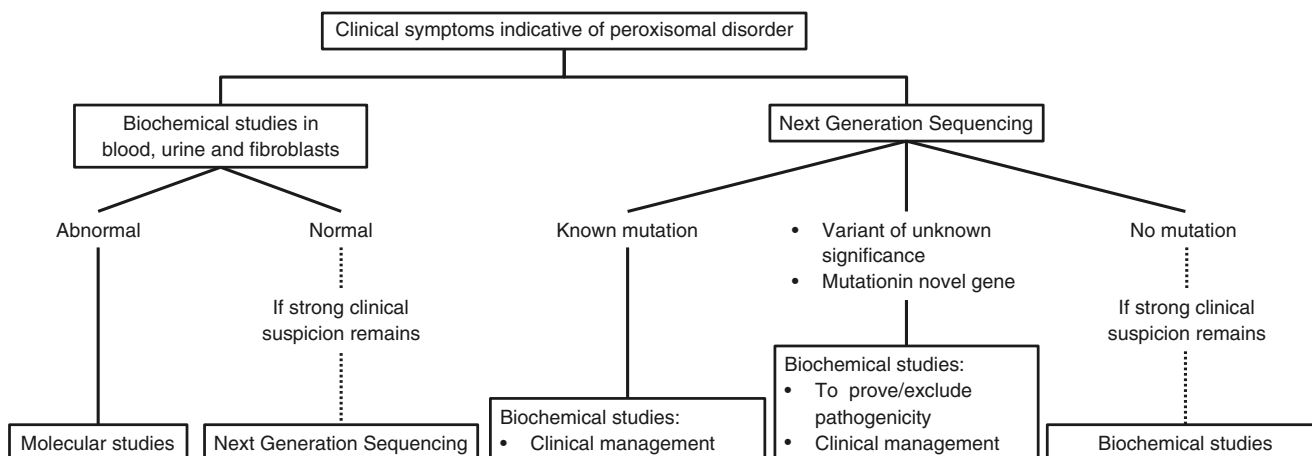 Clinical symptoms indicative of peroxisomal disorder
Biochemical studies in
blood, urine and fibroblasts
Next Generation Sequencing
Abnormal
Normal
Known mutation
• Variant of unknown
significance
• Mutationin novel gene
No mutation
If strong clinical
suspicion remains
If strong clinical
suspicion remains
Molecular studies
Next Generation Sequencing
Biochemical studies:
• Clinical management
Biochemical studies:
• To prove/exclude
pathogenicity
• Clinical management
Biochemical studies